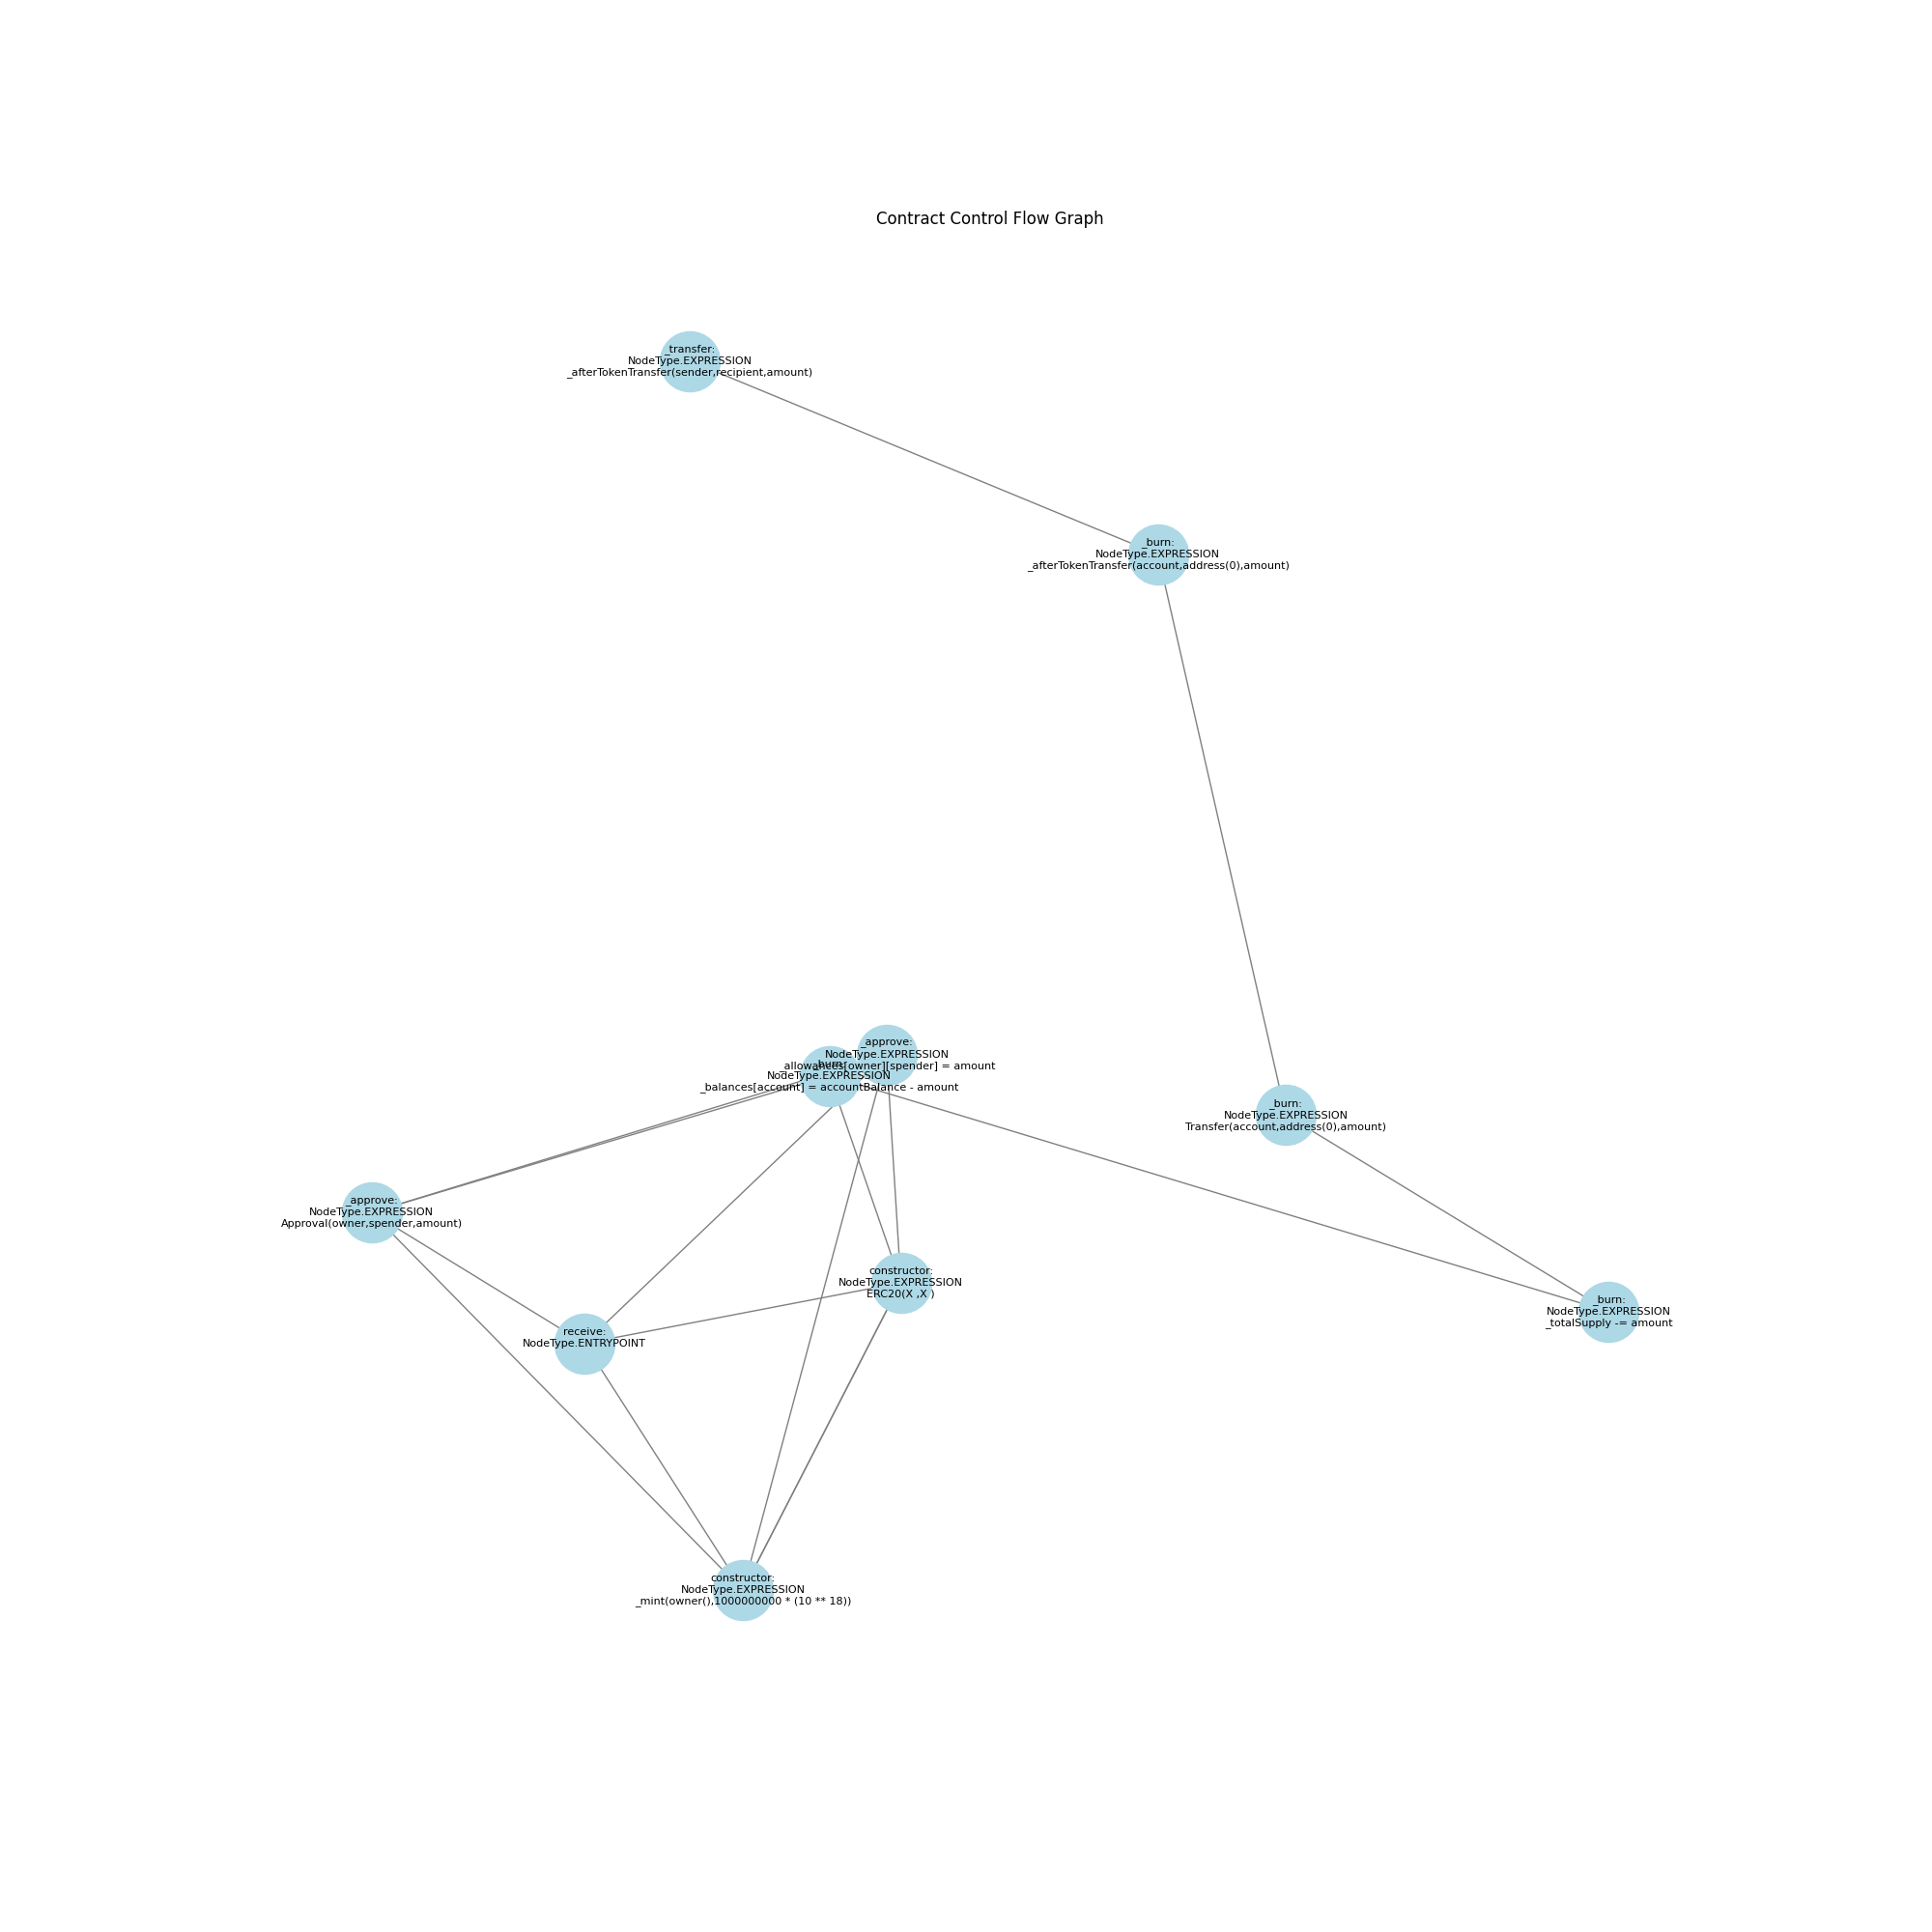 Contract Control Flow Graph
_transfer:
NodeType.EXPRESSION
_afterTokenTransfer(sender,recipient,amount)
_burn:
NodeType.EXPRESSION
_afterTokenTransfer(account,address(0),amount)
_approve:
NodeType.EXPRESSION
_allowances[owner][spender] = amount
_burn:
NodeType.EXPRESSION
_balances[account] = accountBalance - amount
_burn:
NodeType.EXPRESSION
Transfer(account,address(0),amount)
_approve:
NodeType.EXPRESSION
Approval(owner,spender,amount)
constructor:
NodeType.EXPRESSION
ERC20(X ,X )
_burn:
NodeType.EXPRESSION
_totalSupply -= amount
receive:
NodeType.ENTRYPOINT
constructor:
NodeType.EXPRESSION
_mint(owner(),1000000000 * (10 ** 18))